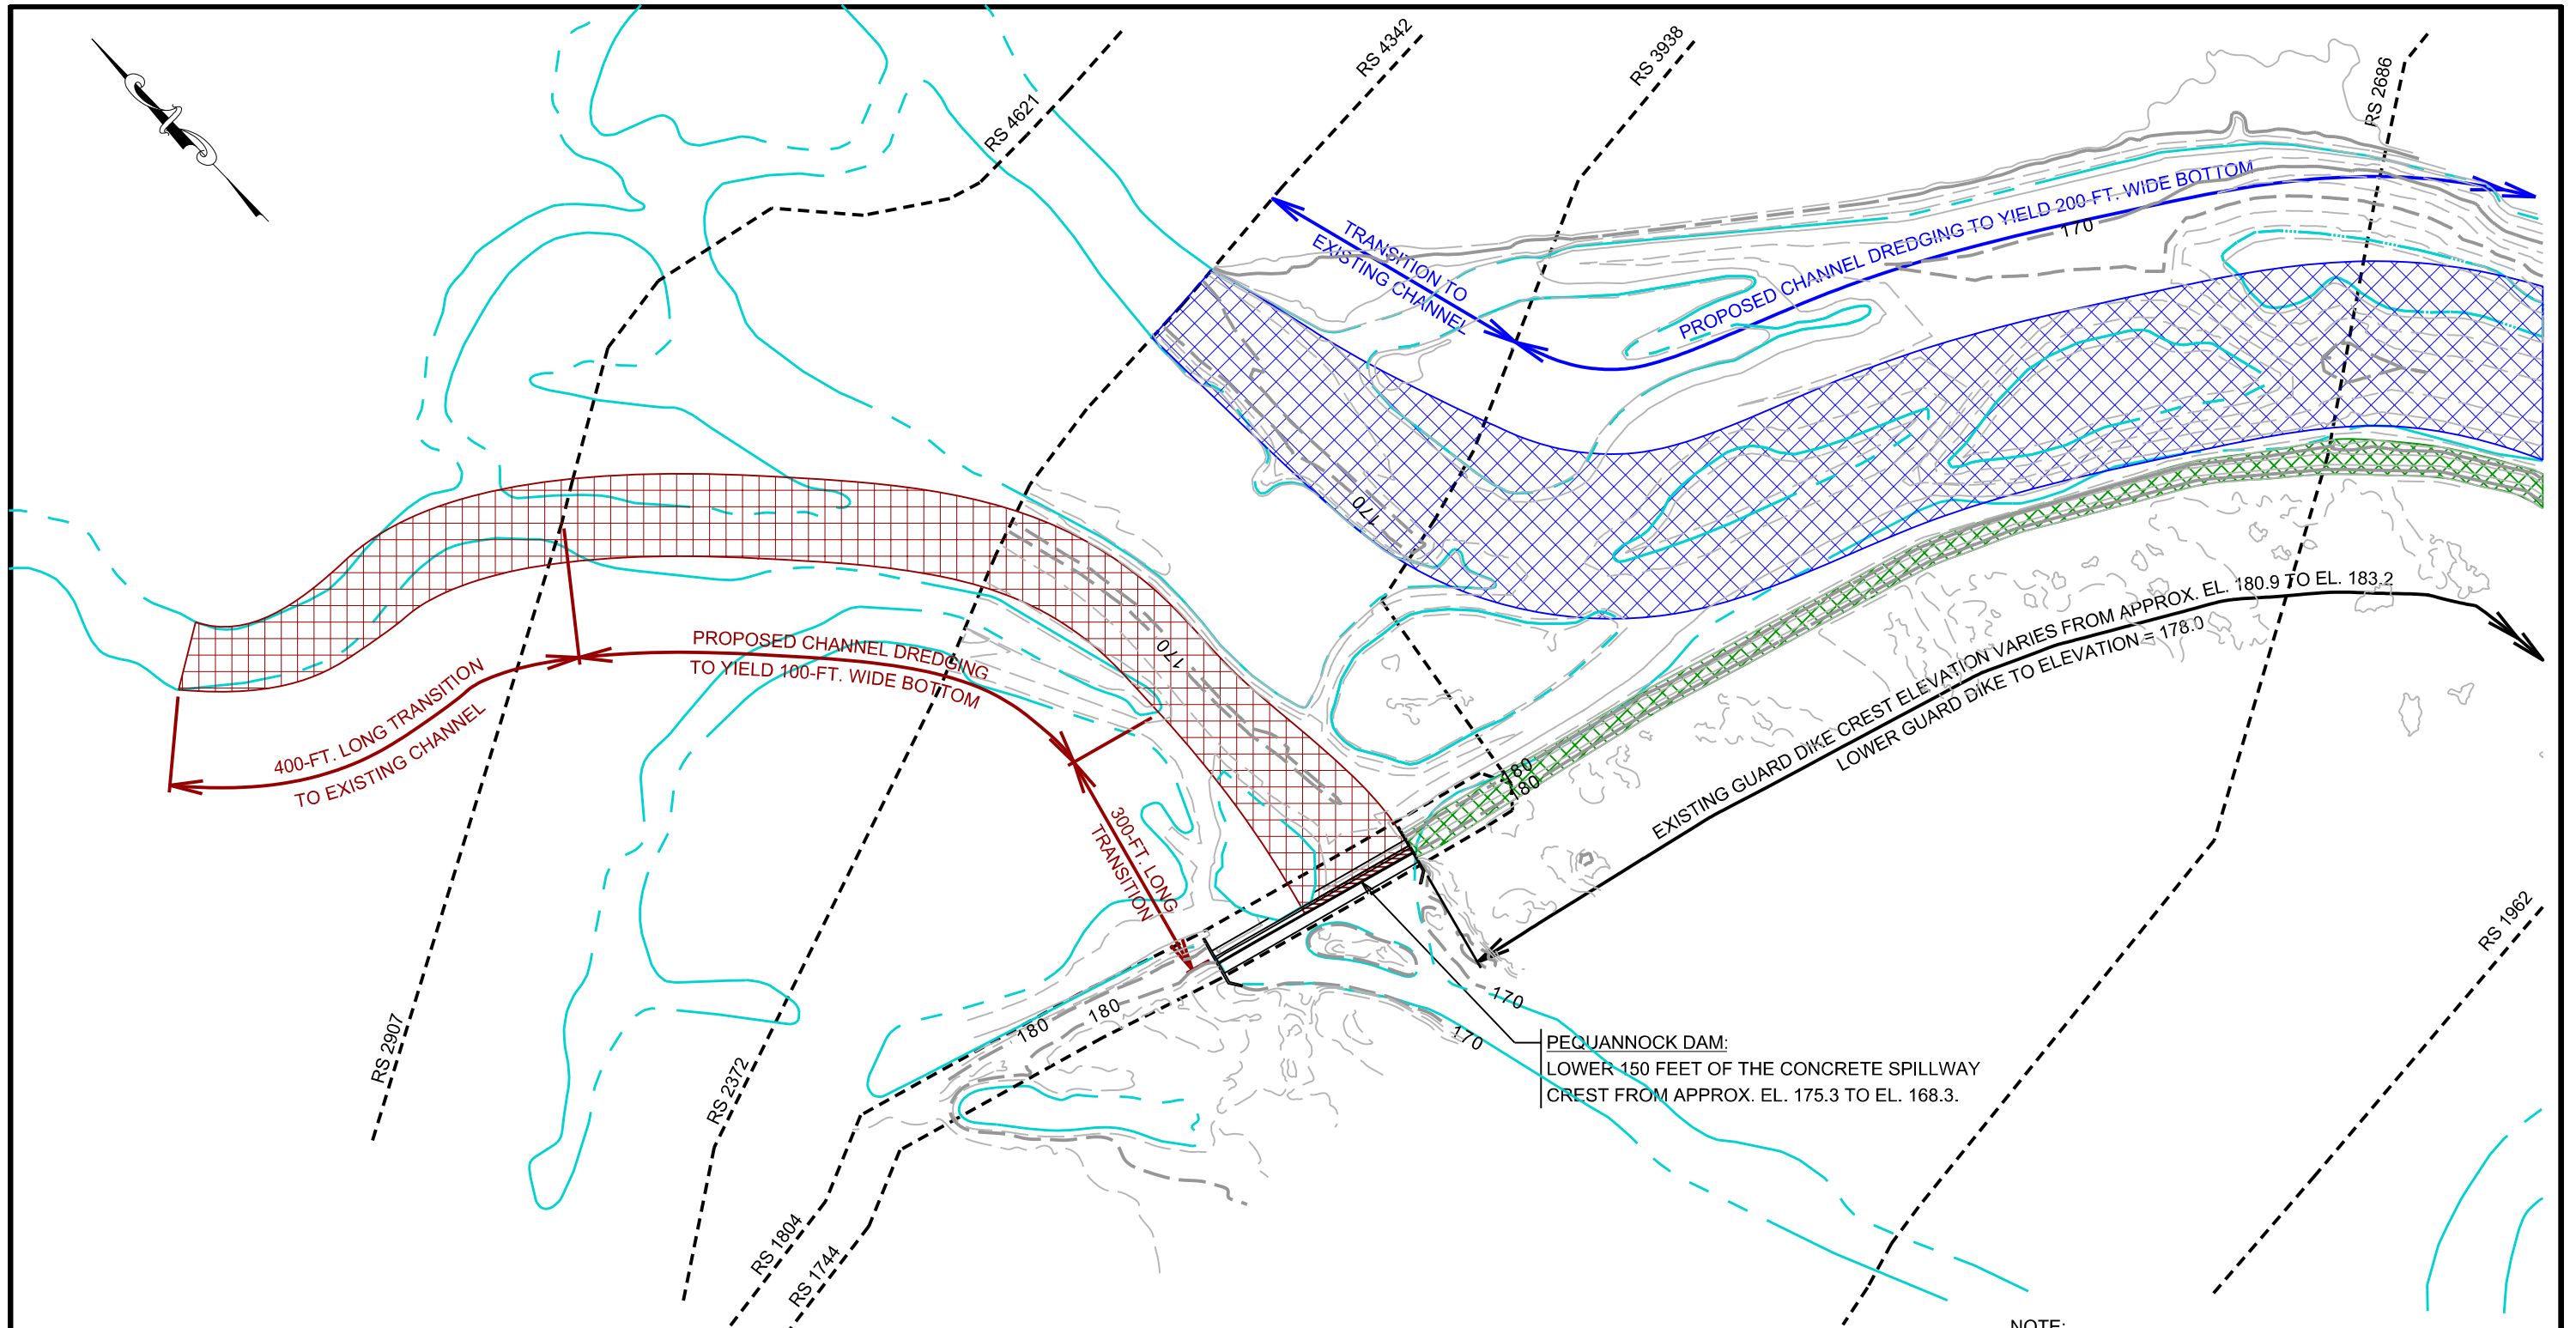 RS 4621
RS 4342
RS 3938
RS 2686
TRANSITION TO
EXISTING CHANNEL
PROPOSED CHANNEL DREDGING TO YIELD 200-FT. WIDE BOTTOM
170
170
170
PROPOSED CHANNEL DREDGING
TO YIELD 100-FT. WIDE BOTTOM
400-FT. LONG TRANSITION
TO EXISTING CHANNEL
300-FT. LONG
TRANSITION
180
180
EXISTING GUARD DIKE CREST ELEVATION VARIES FROM APPROX. EL. 180.9 TO EL. 183.2
LOWER GUARD DIKE TO ELEVATION = 178.0
RS 1962
170
170
180
180
PEQUANNOCK DAM:
LOWER 150 FEET OF THE CONCRETE SPILLWAY
CREST FROM APPROX. EL. 175.3 TO EL. 168.3.
RS 2907
RS 2372
RS 1804
RS 1744
NOTE: